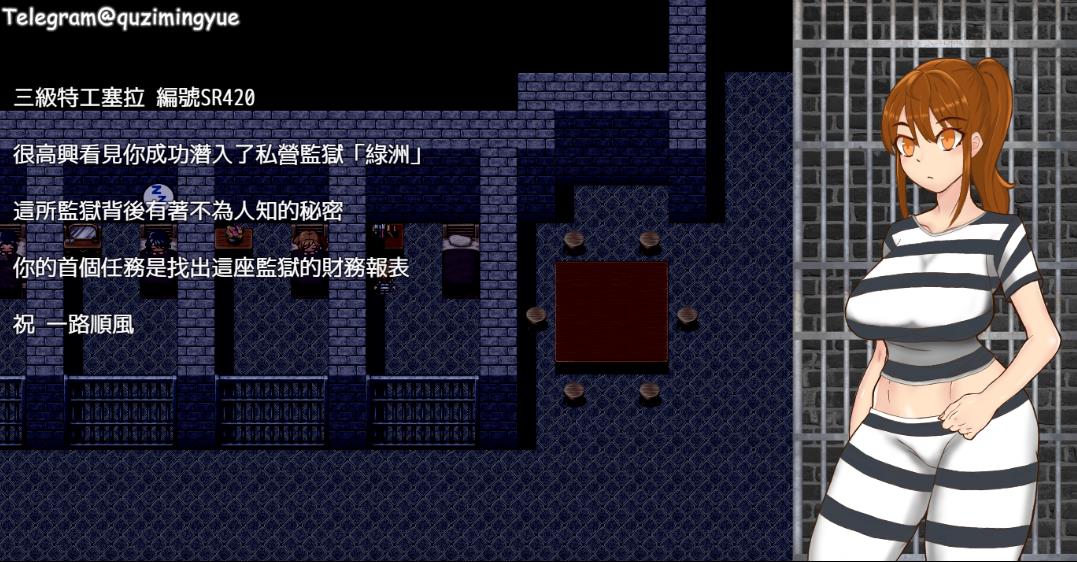 Telegram@quzimingyue
三級特工塞拉 編號SR420
很高興看見你成功潛入了私營監獄「綠洲」
這所監獄背後有著不為人知的秘密
你的首個任務是找出這座監獄的財務報表
祝 一路順風